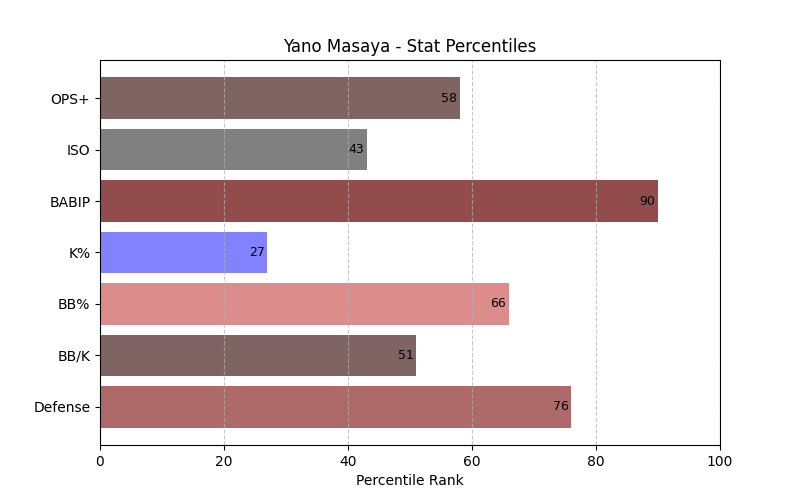 Yano Masaya - Stat Percentiles
OPS+ 58
ISO 43
BABIP 90
K% 27
BB% 66
BB/K 51
Defense 76
0 20 40 60 80 100
Percentile Rank